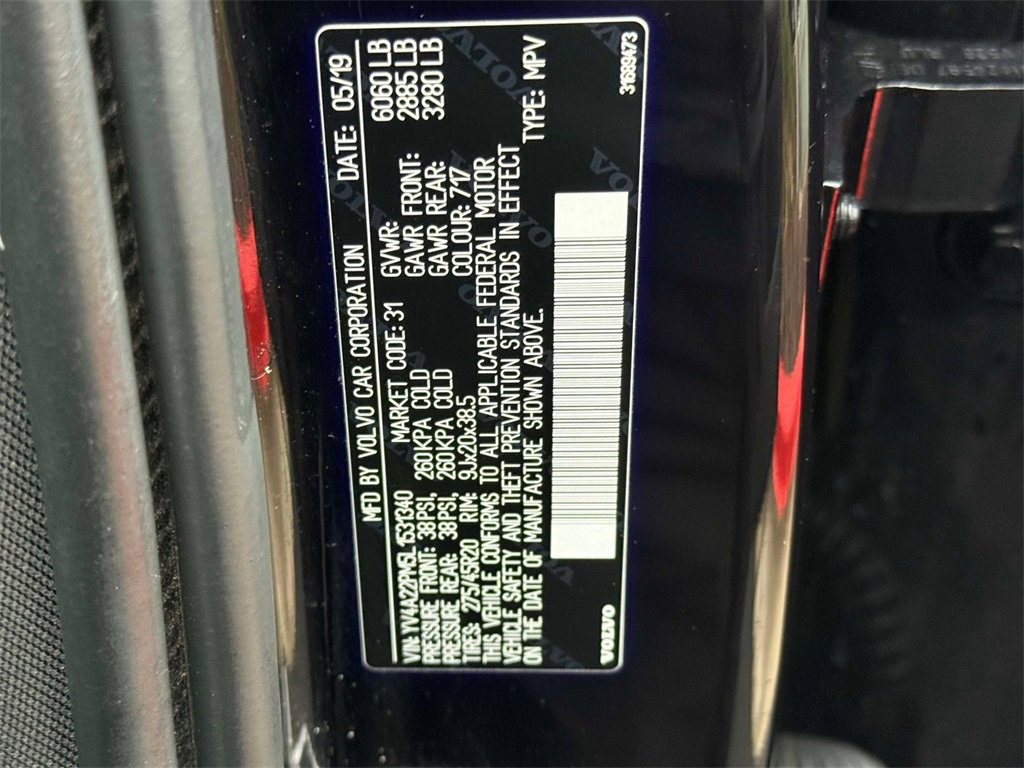 MFD BY VOLVO CAR CORPORATION DATE: 05/19
VIN: YV4A22PM5L1531340 MARKET CODE: 31 GVWR: 6060 LB
PRESSURE FRONT: 38PSI, 260KPA COLD GAWR FRONT: 2885 LB
PRESSURE REAR: 38PSI, 260KPA COLD GAWR REAR: 3280 LB
TIRES: 275/45R20 RIM: 9Jx20x38.5 COLOUR: 717
THIS VEHICLE CONFORMS TO ALL APPLICABLE FEDERAL MOTOR
VEHICLE SAFETY AND THEFT PREVENTION STANDARDS IN EFFECT
ON THE DATE OF MANUFACTURE SHOWN ABOVE. TYPE: MPV
VOLVO 31689473